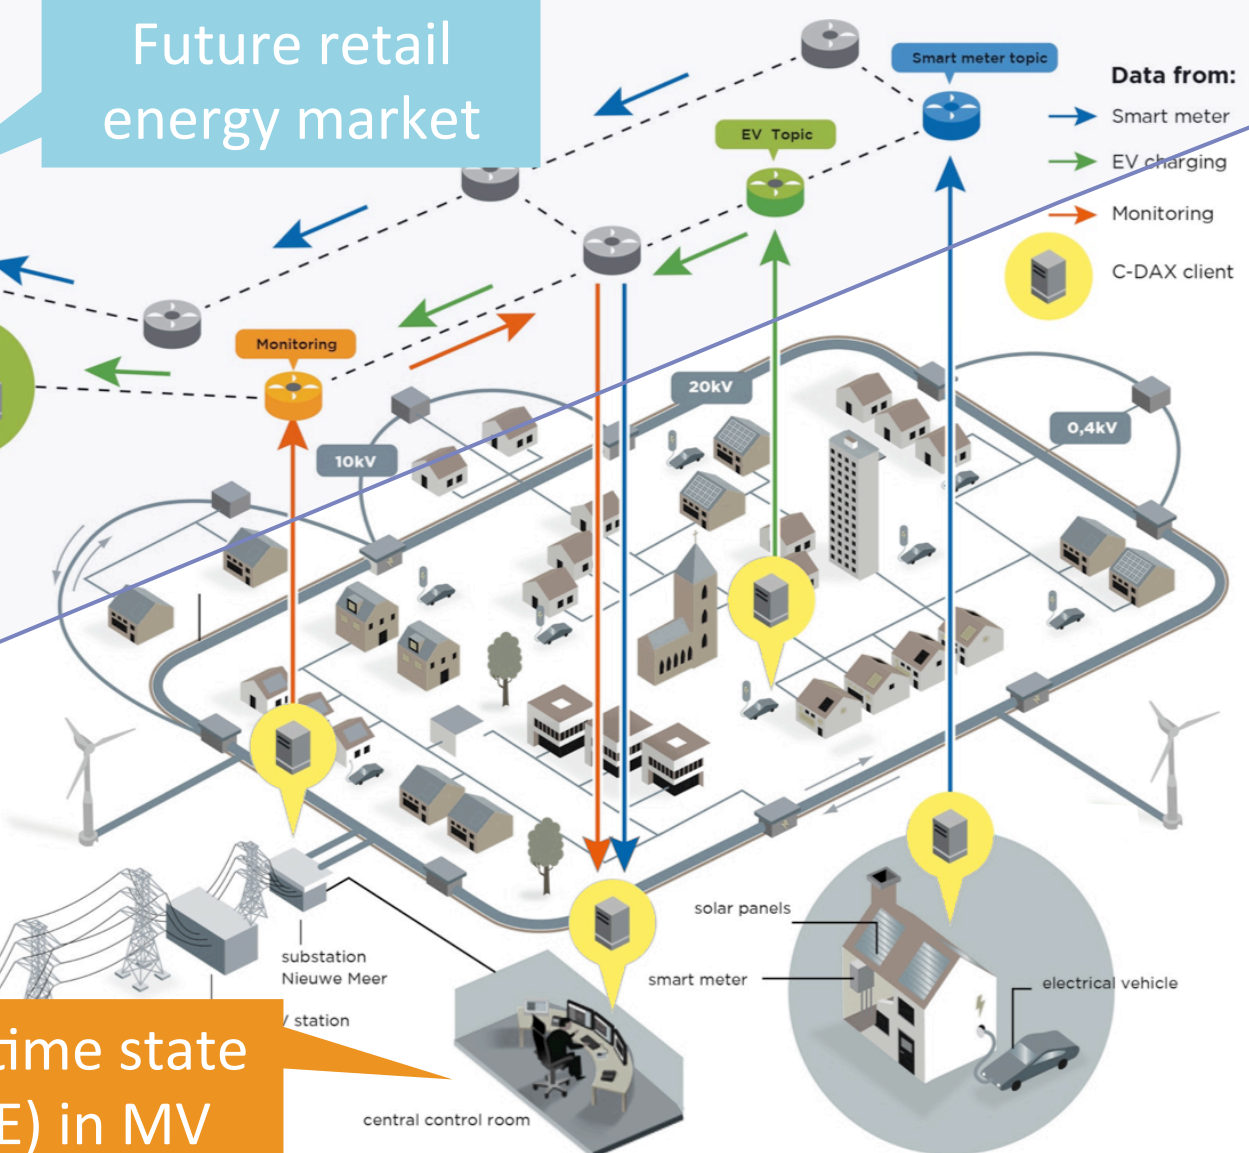 Future retail
energy market
Smart meter topic
Data from:
Smart meter
EV Topic
EV charging
Monitoring
C-DAX client
Monitoring
20kV
0,4kV
10kV
solar panels
substation
Nieuwe Meer
smart meter
electrical vehicle
station
time state
E) in MV
central control room